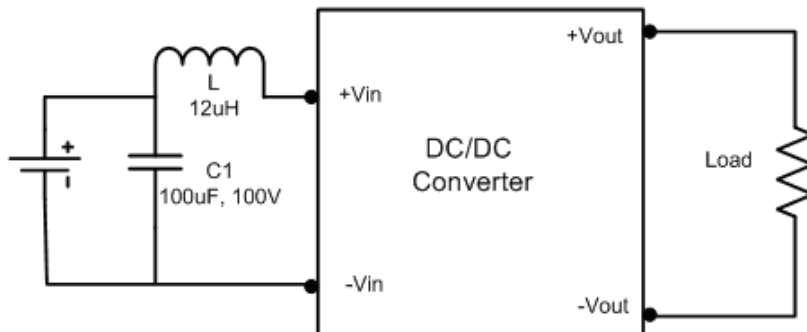 +Vout
L
12uH
+Vin
DC/DC
Converter
Load
C1
100uF, 100V
+
-
-Vin
-Vout